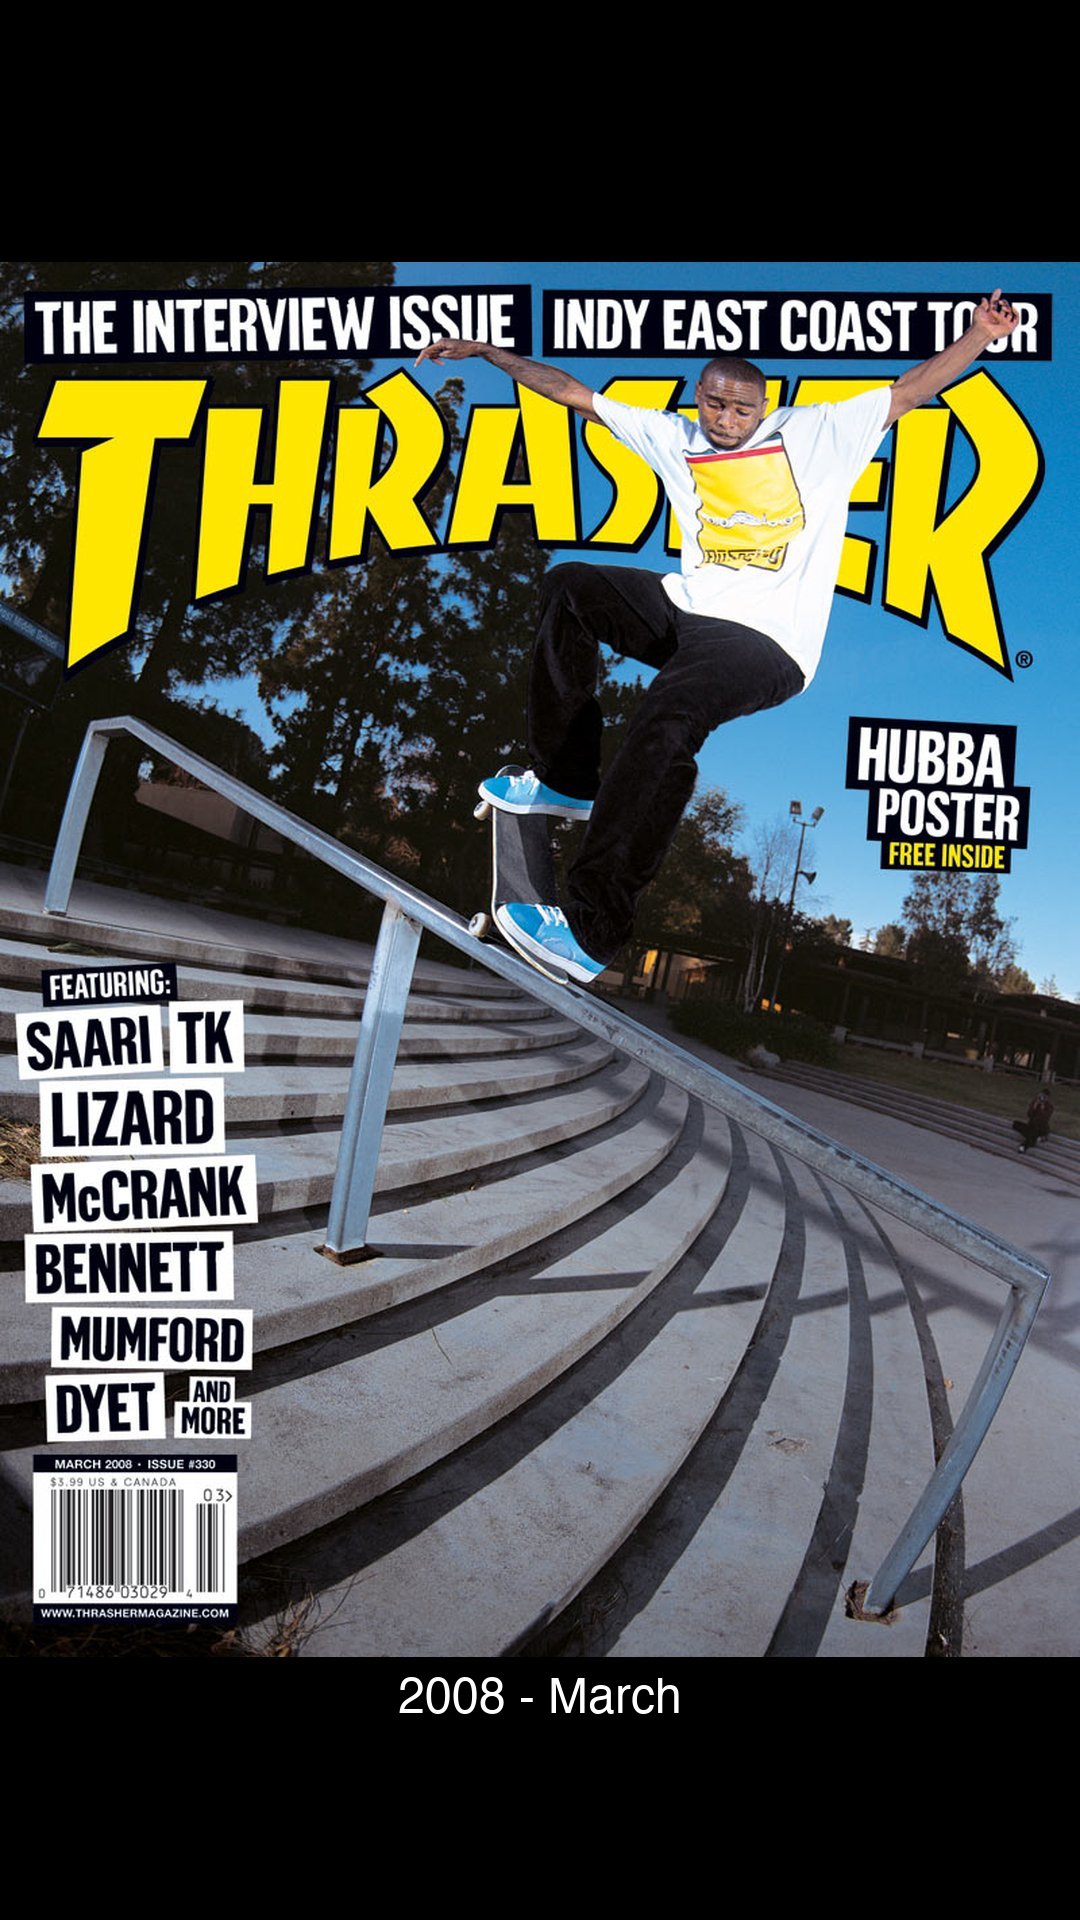 THE INTERVIEW ISSUE
INDY EAST COAST TOUR
THRASHER
®
HUBBA
POSTER
FREE INSIDE
FEATURING:
SAARI TK
LIZARD
McCRANK
BENNETT
MUMFORD
DYET AND MORE
MARCH 2008 • ISSUE #330
$3.99 US & CANADA
03>
0 71486 03029 4
WWW.THRASHERMAGAZINE.COM
2008 - March